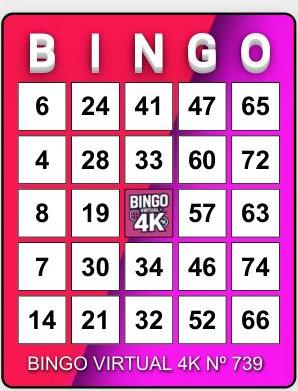 B I N G O
6 24 41 47 65
4 28 33 60 72
8 19 BINGO VIRTUAL 4K 57 63
7 30 34 46 74
14 21 32 52 66
BINGO VIRTUAL 4K Nº 739